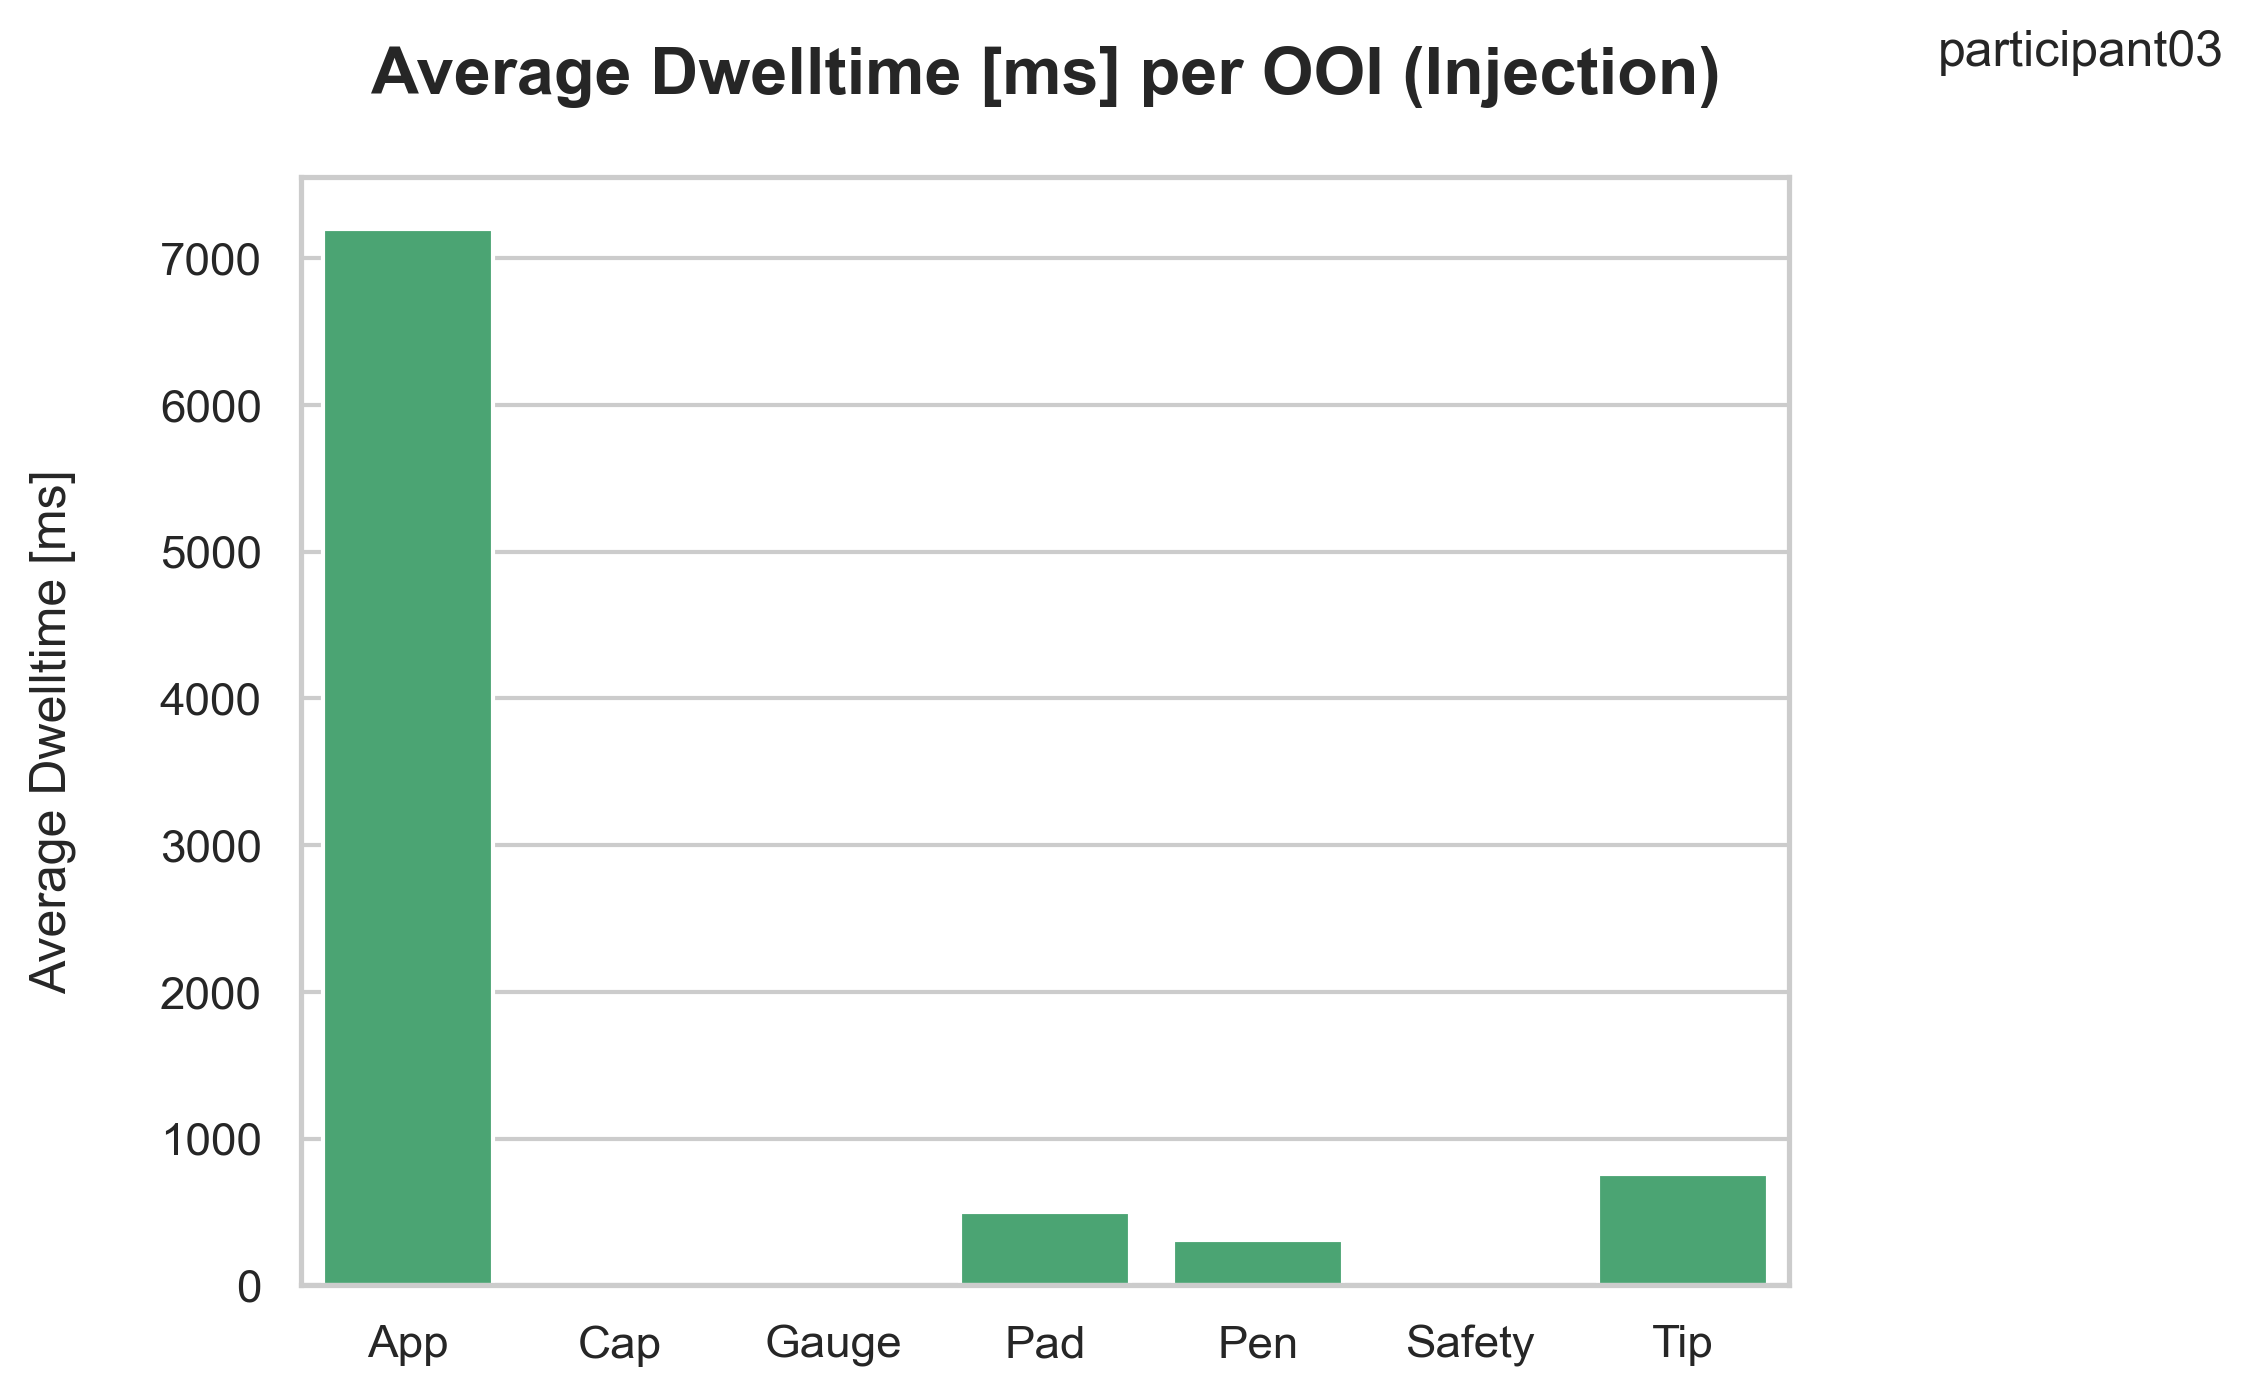 participant03
Average Dwelltime [ms] per OOI (Injection)
Average Dwelltime [ms]
7000
6000
5000
4000
3000
2000
1000
0
App Cap Gauge Pad Pen Safety Tip